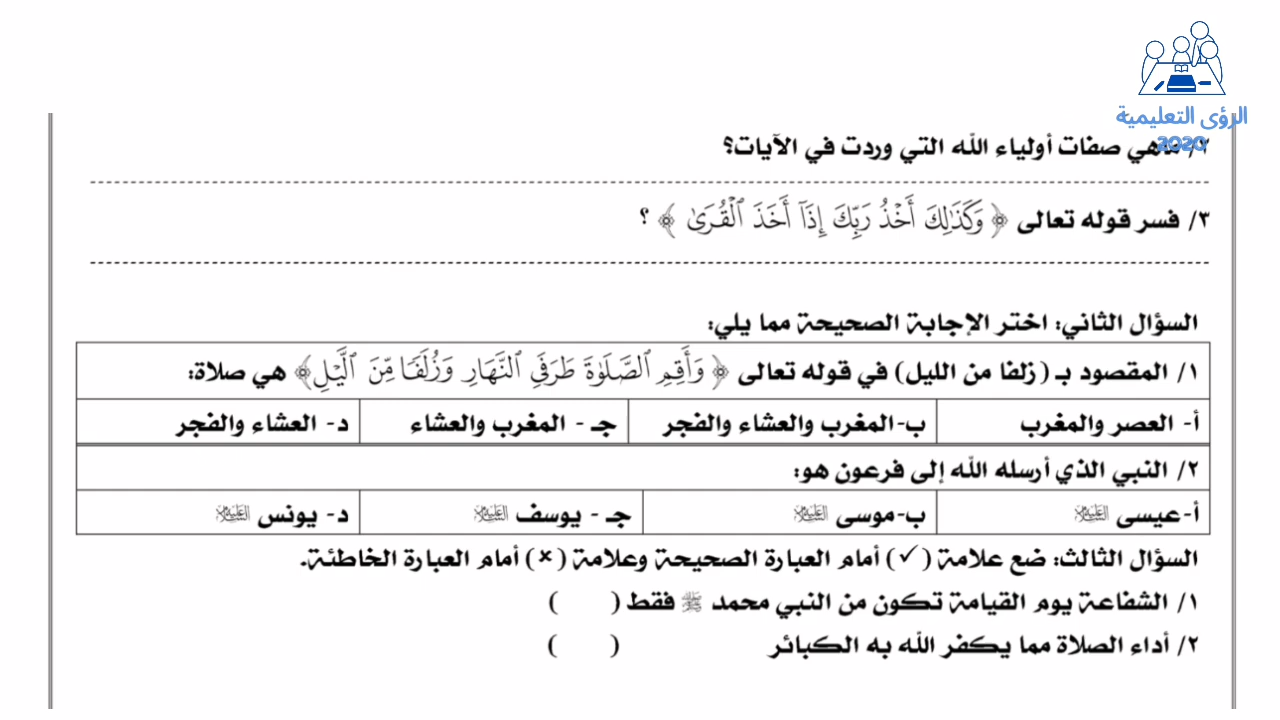 الرؤى التعليمية
2020
٢/ ماهي صفات أولياء الله التي وردت في الآيات؟
٣/ فسر قوله تعالى ﴿ وَكَذَٰلِكَ أَخْذُ رَبِّكَ إِذَآ أَخَذَ ٱلْقُرَىٰ ﴾ ؟
السؤال الثاني: اختر الإجابة الصحيحة مما يلي:
١/ المقصود بـ (زلفا من الليل) في قوله تعالى ﴿ وَأَقِمِ ٱلصَّلَوٰةَ طَرَفَيِ ٱلنَّهَارِ وَزُلَفًا مِّنَ ٱلَّيْلِ﴾ هي صلاة:
أ- العصر والمغرب ب-المغرب والعشاء والفجر جـ - المغرب والعشاء د- العشاء والفجر
٢/ النبي الذي أرسله الله إلى فرعون هو:
أ-عيسى عليه السلام ب-موسى عليه السلام جـ - يوسف عليه السلام د- يونس عليه السلام
السؤال الثالث: ضع علامة (✓) أمام العبارة الصحيحة وعلامة (×) أمام العبارة الخاطئة.
١/ الشفاعة يوم القيامة تكون من النبي محمد ﷺ فقط ( )
٢/ أداء الصلاة مما يكفر الله به الكبائر ( )